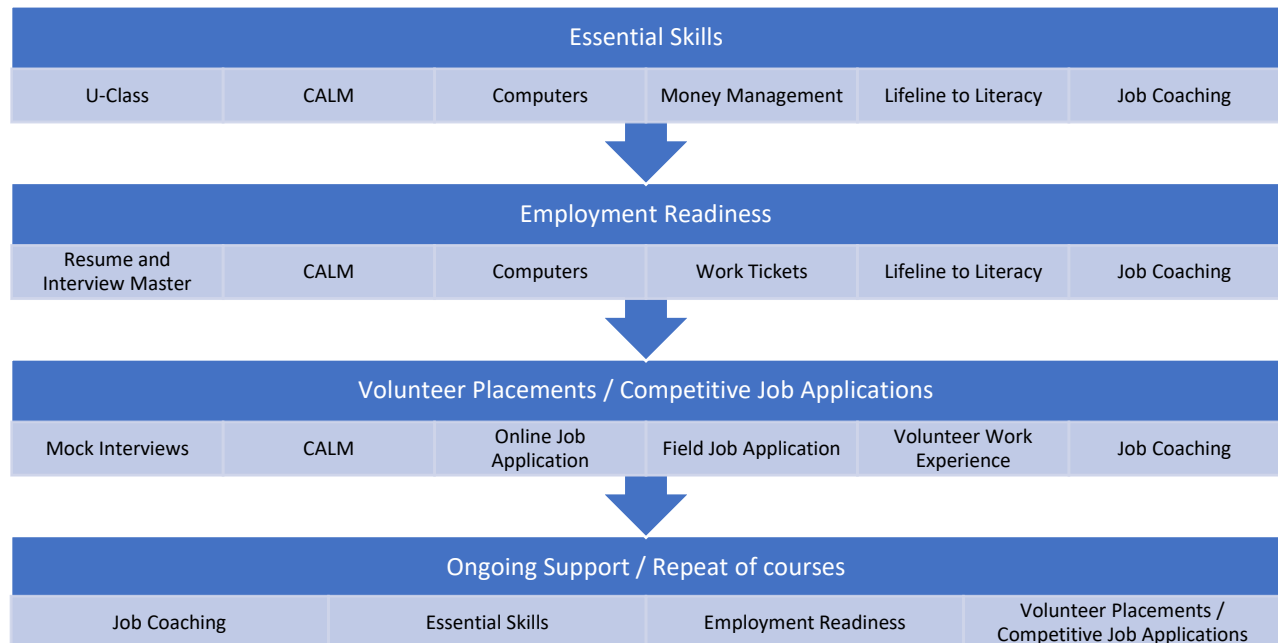 Essential Skills
U-Class
CALM
Computers
Money Management
Lifeline to Literacy
Job Coaching
Employment Readiness
Resume and
Interview Master
CALM
Computers
Work Tickets
Lifeline to Literacy
Job Coaching
Volunteer Placements / Competitive Job Applications
Mock Interviews
CALM
Online Job
Application
Field Job Application
Volunteer Work
Experience
Job Coaching
Ongoing Support / Repeat of courses
Job Coaching
Essential Skills
Employment Readiness
Volunteer Placements /
Competitive Job Applications